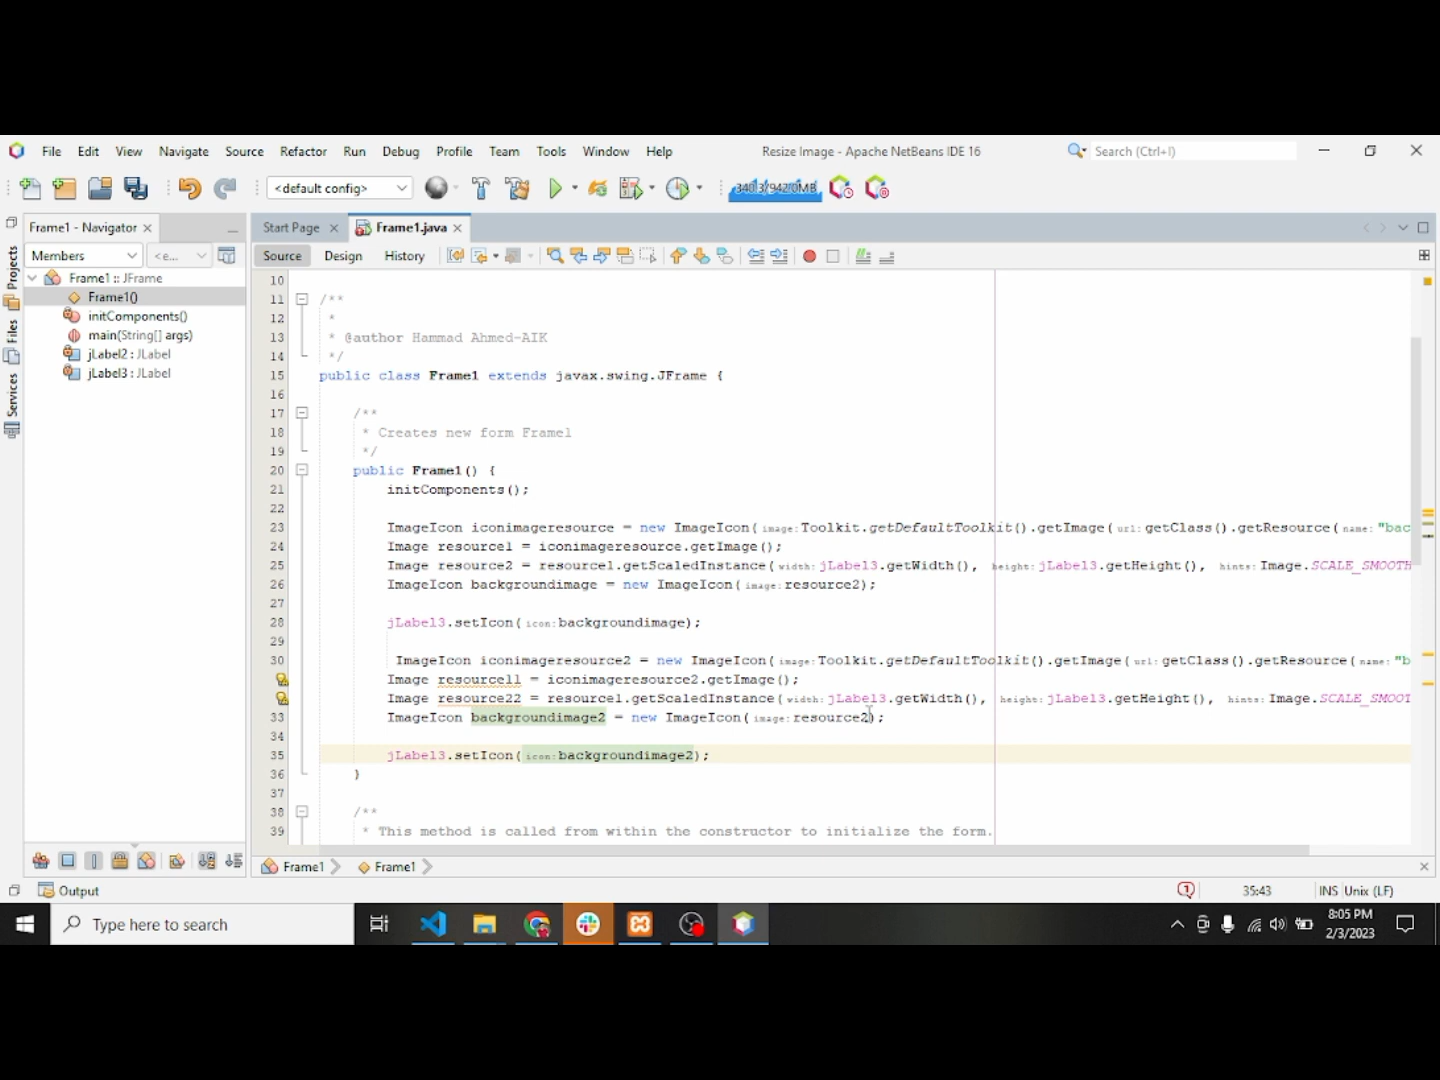 File Edit View Navigate Source Refactor Run Debug Profile Team Tools Window Help Resize Image - Apache NetBeans IDE 16 Search (Ctrl+I)
<default config> 340.3/942.0MB
Frame1 - Navigator Start Page Frame1.java
Members <e... Source Design History
Projects
Files
Services
Frame1 :: JFrame
Frame1()
initComponents()
main(String[] args)
jLabel2 : JLabel
jLabel3 : JLabel
10
11 /**
12 *
13 * @author Hammad Ahmed-AIK
14 */
15 public class Frame1 extends javax.swing.JFrame {
16
17 /**
18 * Creates new form Frame1
19 */
20 public Frame1() {
21 initComponents();
22
23 ImageIcon iconimageresource = new ImageIcon(image:Toolkit.getDefaultToolkit().getImage(url:getClass().getResource(name:"bac
24 Image resource1 = iconimageresource.getImage();
25 Image resource2 = resource1.getScaledInstance(width:jLabel3.getWidth(), height:jLabel3.getHeight(), hints:Image.SCALE_SMOOTH
26 ImageIcon backgroundimage = new ImageIcon(image:resource2);
27
28 jLabel3.setIcon(icon:backgroundimage);
29
30 ImageIcon iconimageresource2 = new ImageIcon(image:Toolkit.getDefaultToolkit().getImage(url:getClass().getResource(name:"b
Image resource11 = iconimageresource2.getImage();
Image resource22 = resource1.getScaledInstance(width:jLabel3.getWidth(), height:jLabel3.getHeight(), hints:Image.SCALE_SMOOT
33 ImageIcon backgroundimage2 = new ImageIcon(image:resource2);
34
35 jLabel3.setIcon(icon:backgroundimage2);
36 }
37
38 /**
39 * This method is called from within the constructor to initialize the form.
Frame1 Frame1
Output 1 35:43 INS Unix (LF)
Type here to search 8:05 PM
2/3/2023